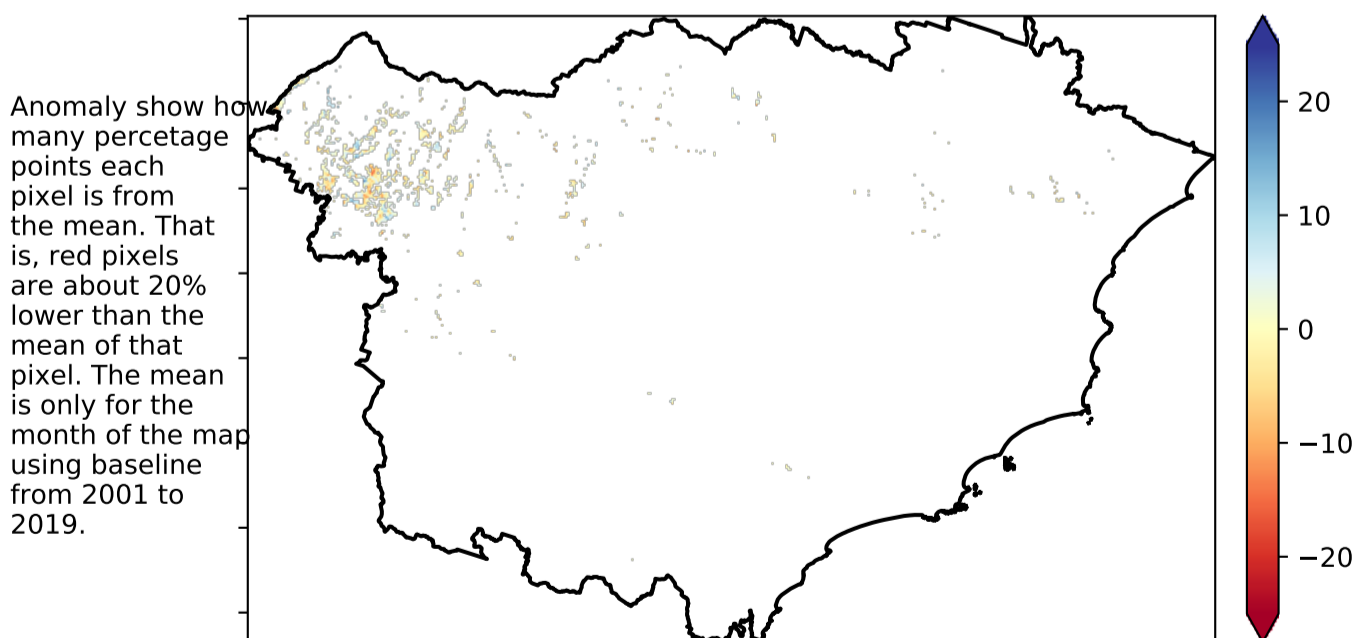 Anomaly show how
many percetage
points each
pixel is from
the mean. That
is, red pixels
are about 20%
lower than the
mean of that
pixel. The mean
is only for the
month of the map
using baseline
from 2001 to
2019.
20
10
0
−10
−20